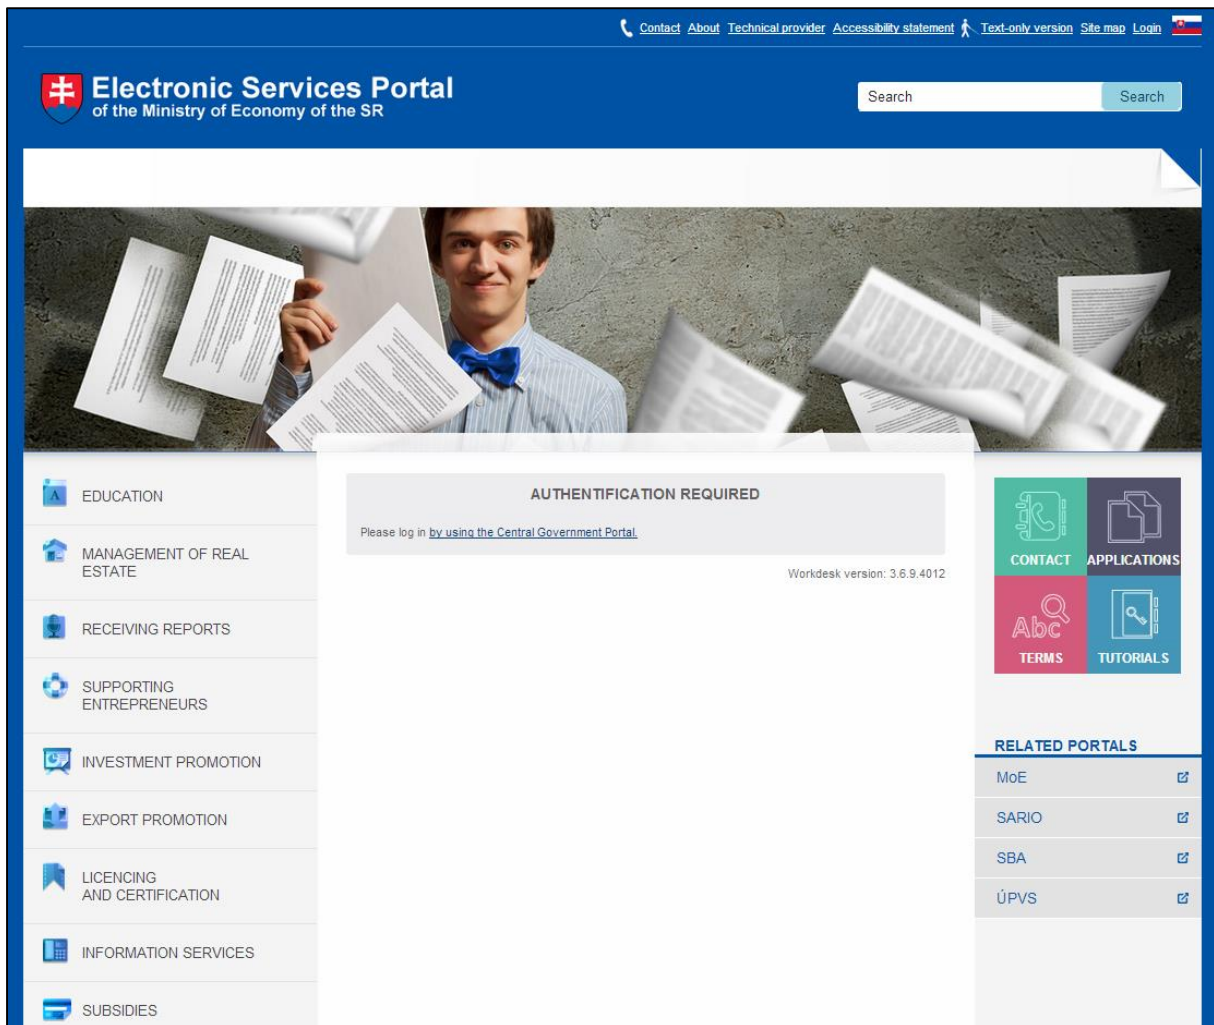 Contact About Technical provider Accessibility statement Text-only version Site map Login
Electronic Services Portal
of the Ministry of Economy of the SR
Search Search
EDUCATION
MANAGEMENT OF REAL
ESTATE
RECEIVING REPORTS
SUPPORTING
ENTREPRENEURS
INVESTMENT PROMOTION
EXPORT PROMOTION
LICENCING
AND CERTIFICATION
INFORMATION SERVICES
SUBSIDIES
AUTHENTIFICATION REQUIRED
Please log in by using the Central Government Portal.
Workdesk version: 3.6.9.4012
CONTACT APPLICATIONS
Abc
TERMS TUTORIALS
RELATED PORTALS
MoE
SARIO
SBA
ÚPVS